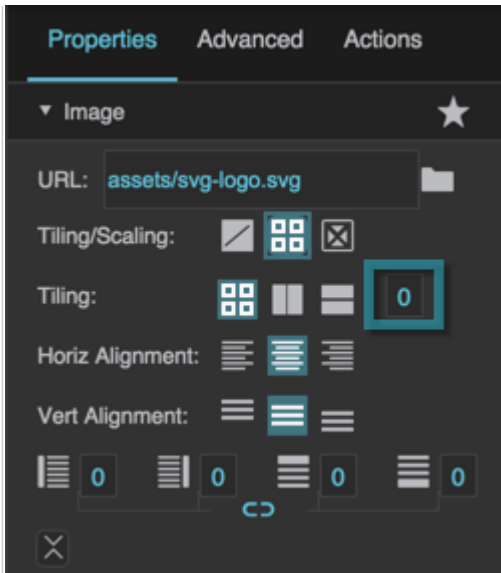 Properties Advanced Actions
Image
URL: assets/svg-logo.svg
Tiling/Scaling:
Tiling: 0
Horiz Alignment:
Vert Alignment:
0 0 0 0